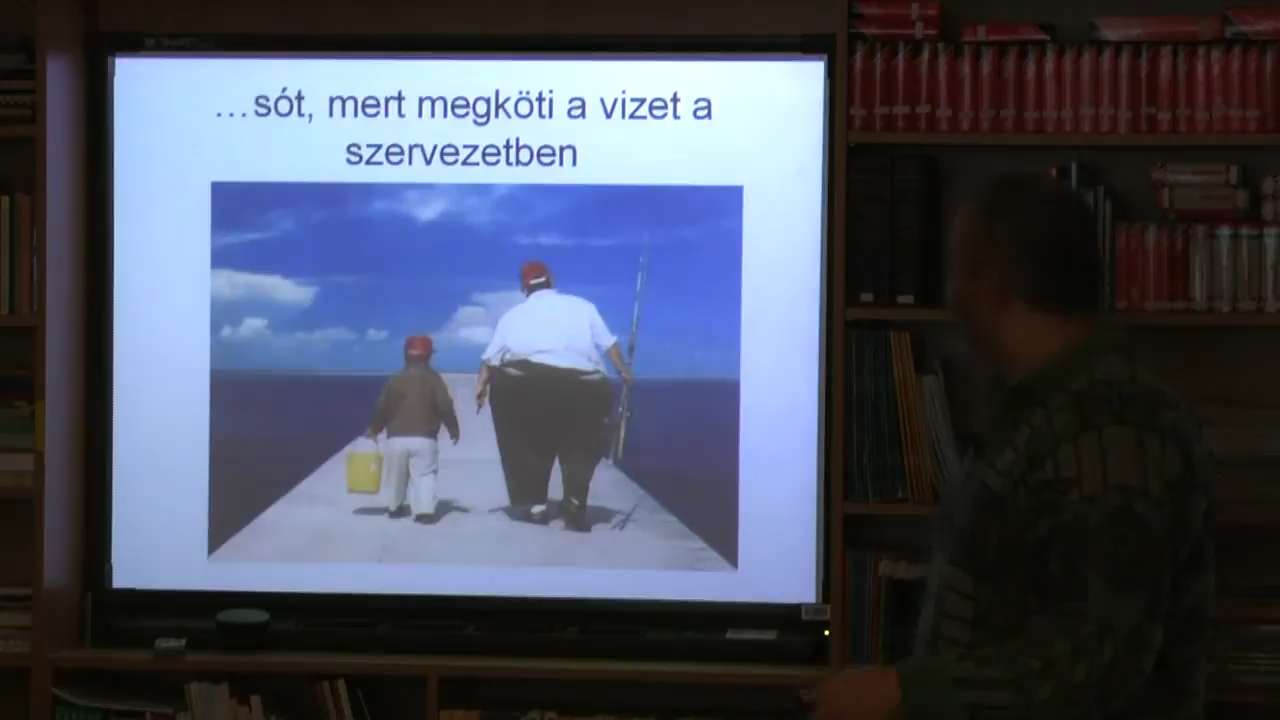 …sót, mert megköti a vizet a
szervezetben